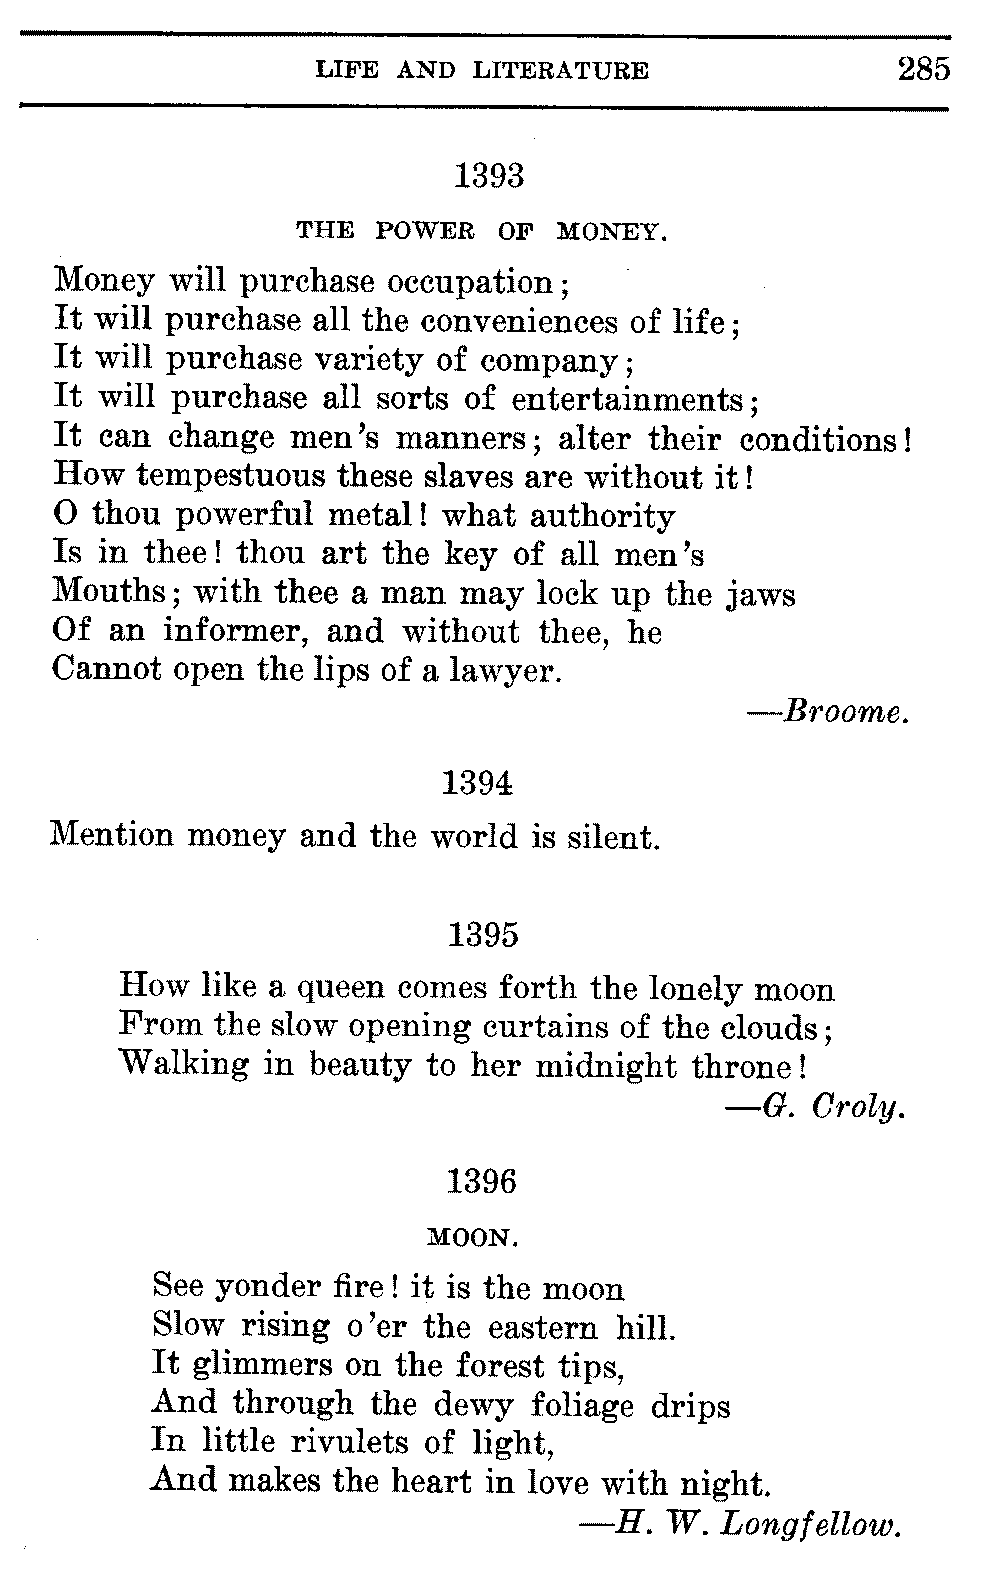 LIFE AND LITERATURE 285
1393
THE POWER OF MONEY.
Money will purchase occupation;
It will purchase all the conveniences of life;
It will purchase variety of company;
It will purchase all sorts of entertainments;
It can change men's manners; alter their conditions!
How tempestuous these slaves are without it!
O thou powerful metal! what authority
Is in thee! thou art the key of all men's
Mouths; with thee a man may lock up the jaws
Of an informer, and without thee, he
Cannot open the lips of a lawyer.
—Broome.
1394
Mention money and the world is silent.
1395
How like a queen comes forth the lonely moon
From the slow opening curtains of the clouds;
Walking in beauty to her midnight throne!
—G. Croly.
1396
MOON.
See yonder fire! it is the moon
Slow rising o'er the eastern hill.
It glimmers on the forest tips,
And through the dewy foliage drips
In little rivulets of light,
And makes the heart in love with night.
—H. W. Longfellow.